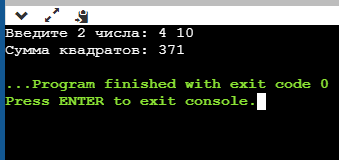 Введите 2 числа: 4 10
Сумма квадратов: 371
...Program finished with exit code 0
Press ENTER to exit console.